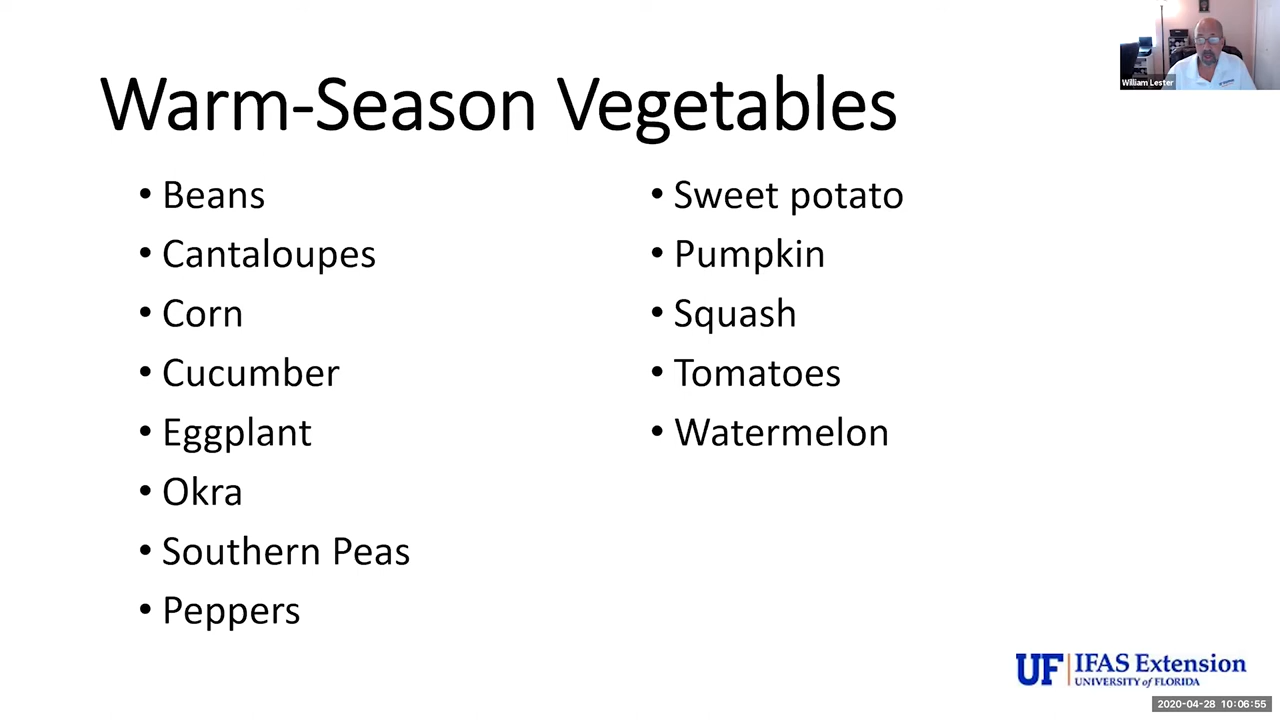 Warm-Season Vegetables
• Beans
• Cantaloupes
• Corn
• Cucumber
• Eggplant
• Okra
• Southern Peas
• Peppers
• Sweet potato
• Pumpkin
• Squash
• Tomatoes
• Watermelon
William Lester
UF IFAS Extension
UNIVERSITY of FLORIDA
2020-04-28 10:06:55